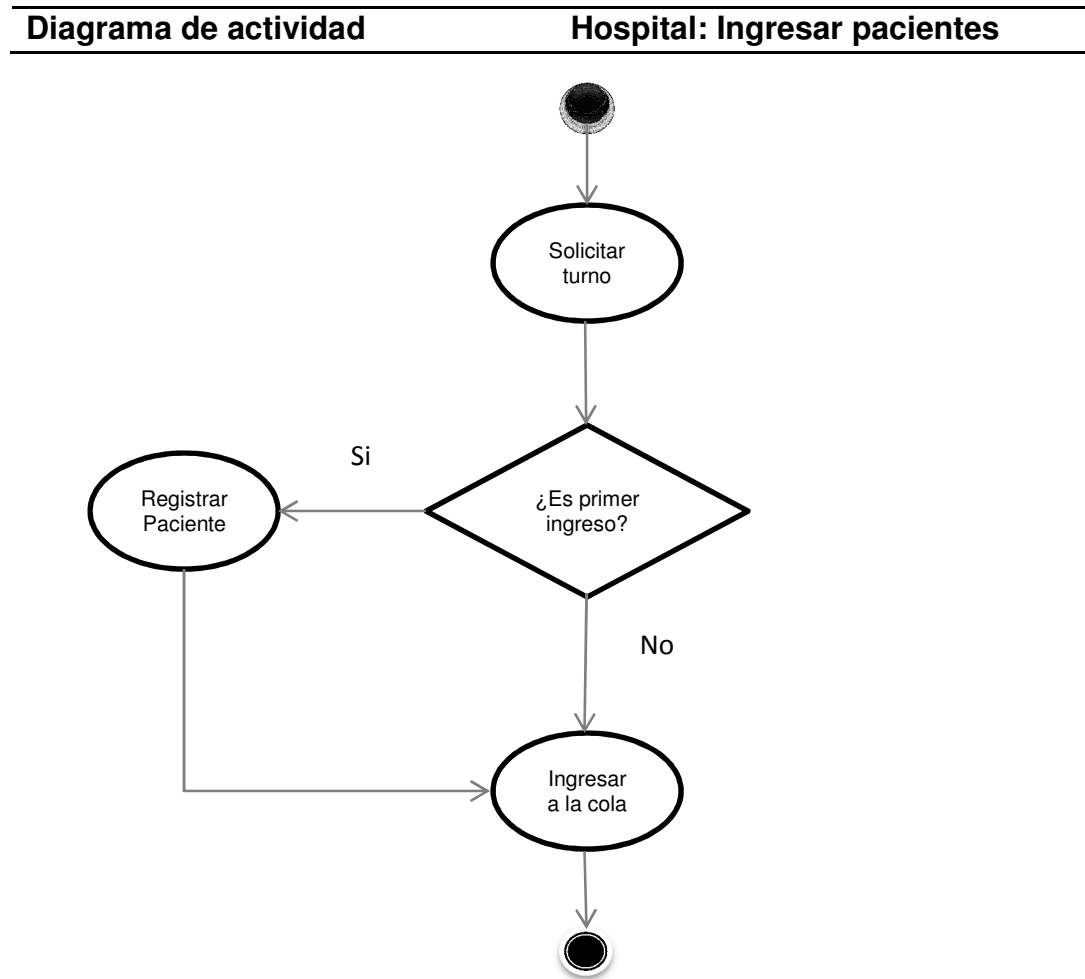 Diagrama de actividad Hospital: Ingresar pacientes
Solicitar
turno
Si
Registrar
Paciente
¿Es primer
ingreso?
No
Ingresar
a la cola